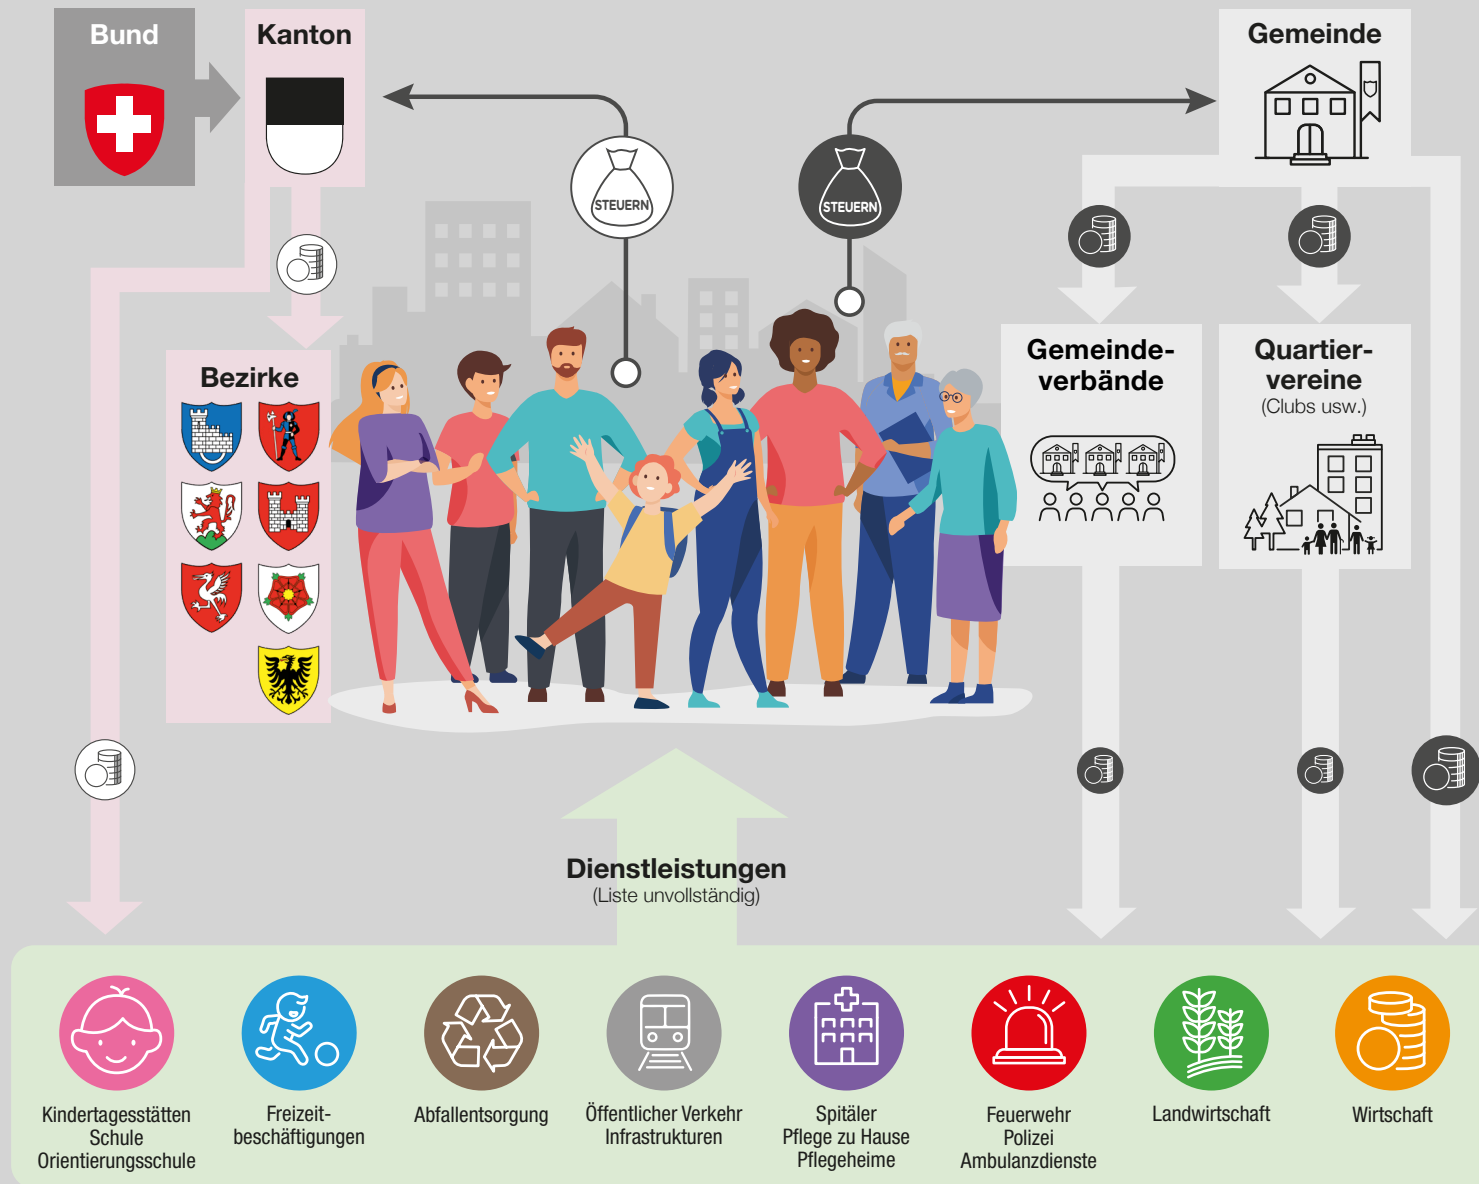 Bund
Kanton
Gemeinde
STEUERN
STEUERN
Bezirke
Gemeinde-
verbände
Quartier-
vereine
(Clubs usw.)
Dienstleistungen
(Liste unvollständig)
Kindertagesstätten
Schule
Orientierungsschule
Freizeit-
beschäftigungen
Abfallentsorgung
Öffentlicher Verkehr
Infrastrukturen
Spitäler
Pflege zu Hause
Pflegeheime
Feuerwehr
Polizei
Ambulanzdienste
Landwirtschaft
Wirtschaft